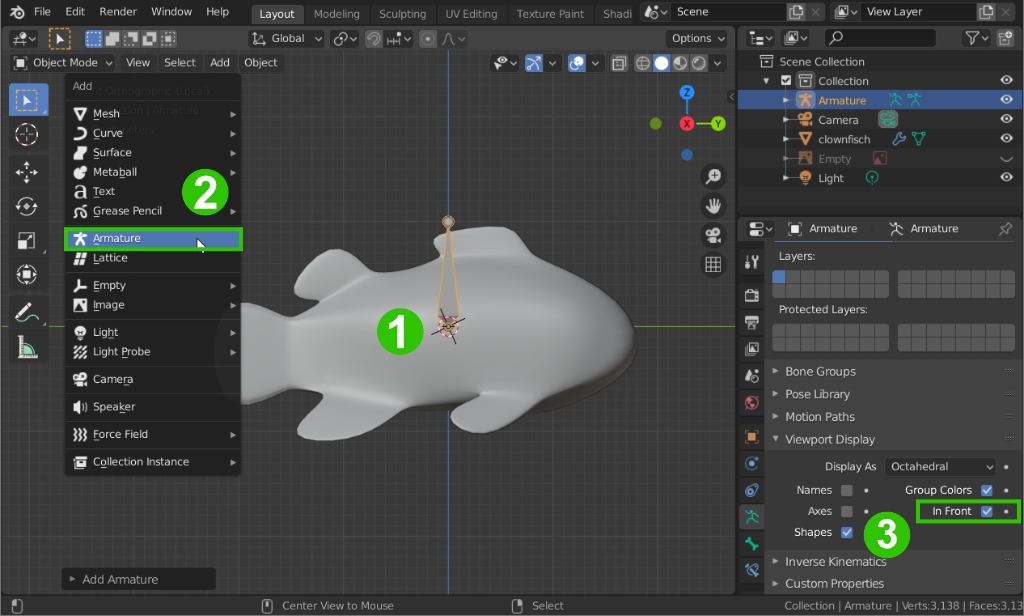 File Edit Render Window Help Layout Modeling Sculpting UV Editing Texture Paint Shadi Scene View Layer
Global Options
Object Mode View Select Add Object
Add
Mesh
Curve
Surface
Metaball
Text
Grease Pencil
2
Armature
Lattice
Empty
Image
Light
Light Probe
Camera
Speaker
Force Field
Collection Instance
Add Armature
1
Z
X
Y
Scene Collection
Collection
Armature
Camera
clownfisch
Empty
Light
Armature Armature
Layers:
Protected Layers:
Bone Groups
Pose Library
Motion Paths
Viewport Display
Display As Octahedral
Names Group Colors
Axes In Front
Shapes
3
Inverse Kinematics
Custom Properties
Center View to Mouse Select Collection | Armature | Verts:3,138 | Faces:3,13